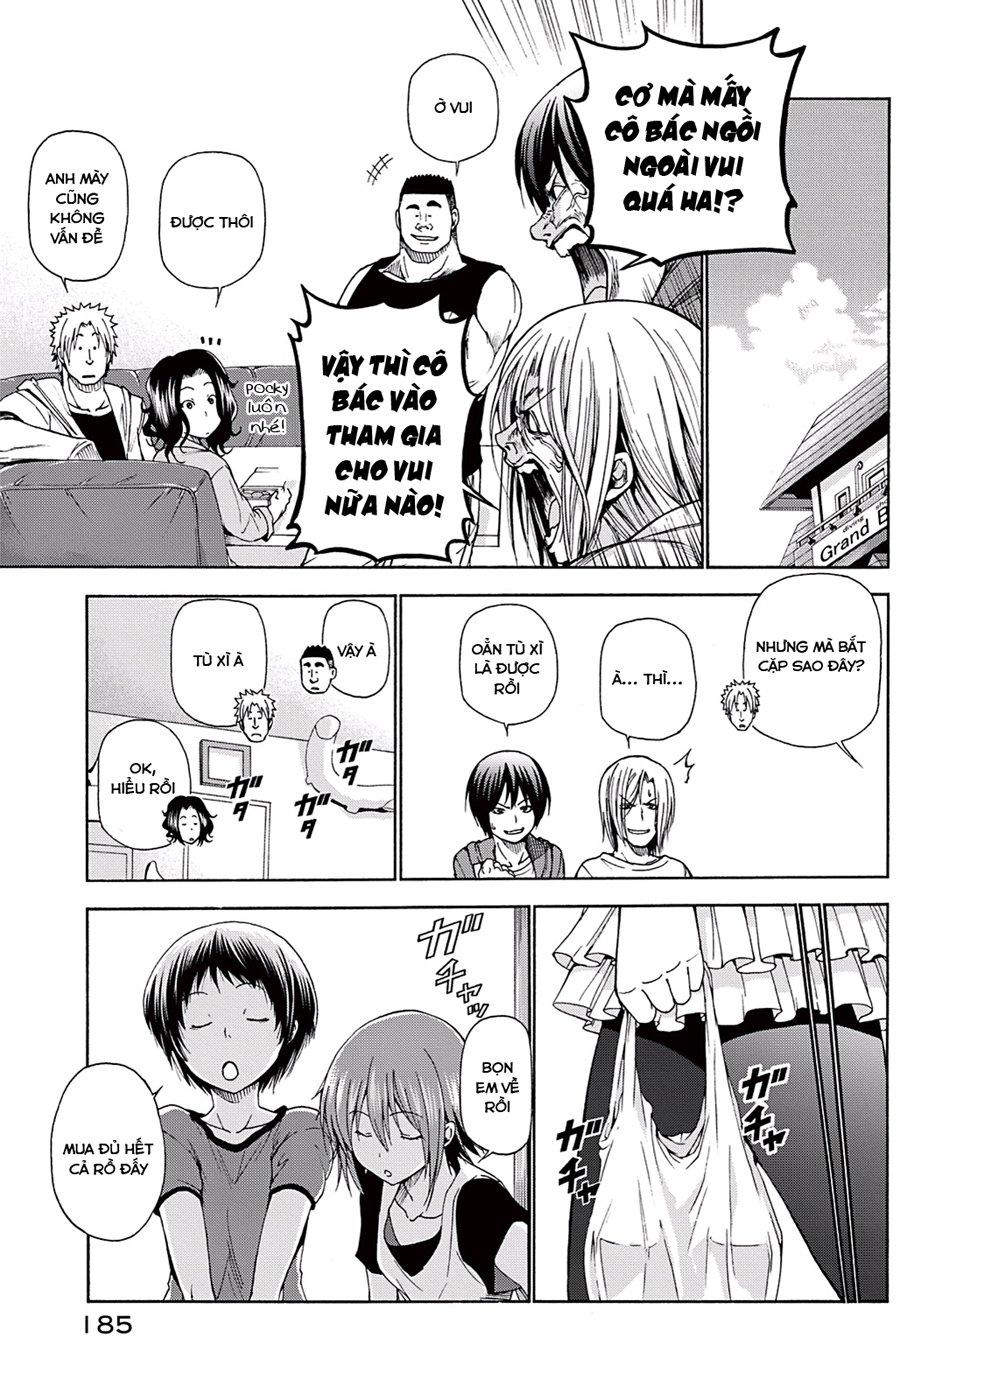 CƠ MÀ MẤY
CÔ BÁC NGỒI
NGOÀI VUI
QUÁ HA!?
Ờ VUI
ĐƯỢC THÔI
ANH MÀY
CŨNG
KHÔNG
VẤN ĐỀ
VẬY THÌ CÔ
BÁC VÀO
THAM GIA
CHO VUI
NỮA NÀO!
Pocky
luôn
nhé!
diving
Grand B
NHƯNG MÀ BẮT
CẶP SAO ĐÂY?
À... THÌ...
OẲN TÙ XÌ
LÀ ĐƯỢC
RỒI
VẬY À
TÙ XÌ À
OK,
HIỂU RỒI
ガタ
ガタ
ガタ
ガチャ
ガチャ
ガチャッ
BỌN
EM VỀ
RỒI
MUA ĐỦ HẾT
CẢ RỒ ĐẤY
185